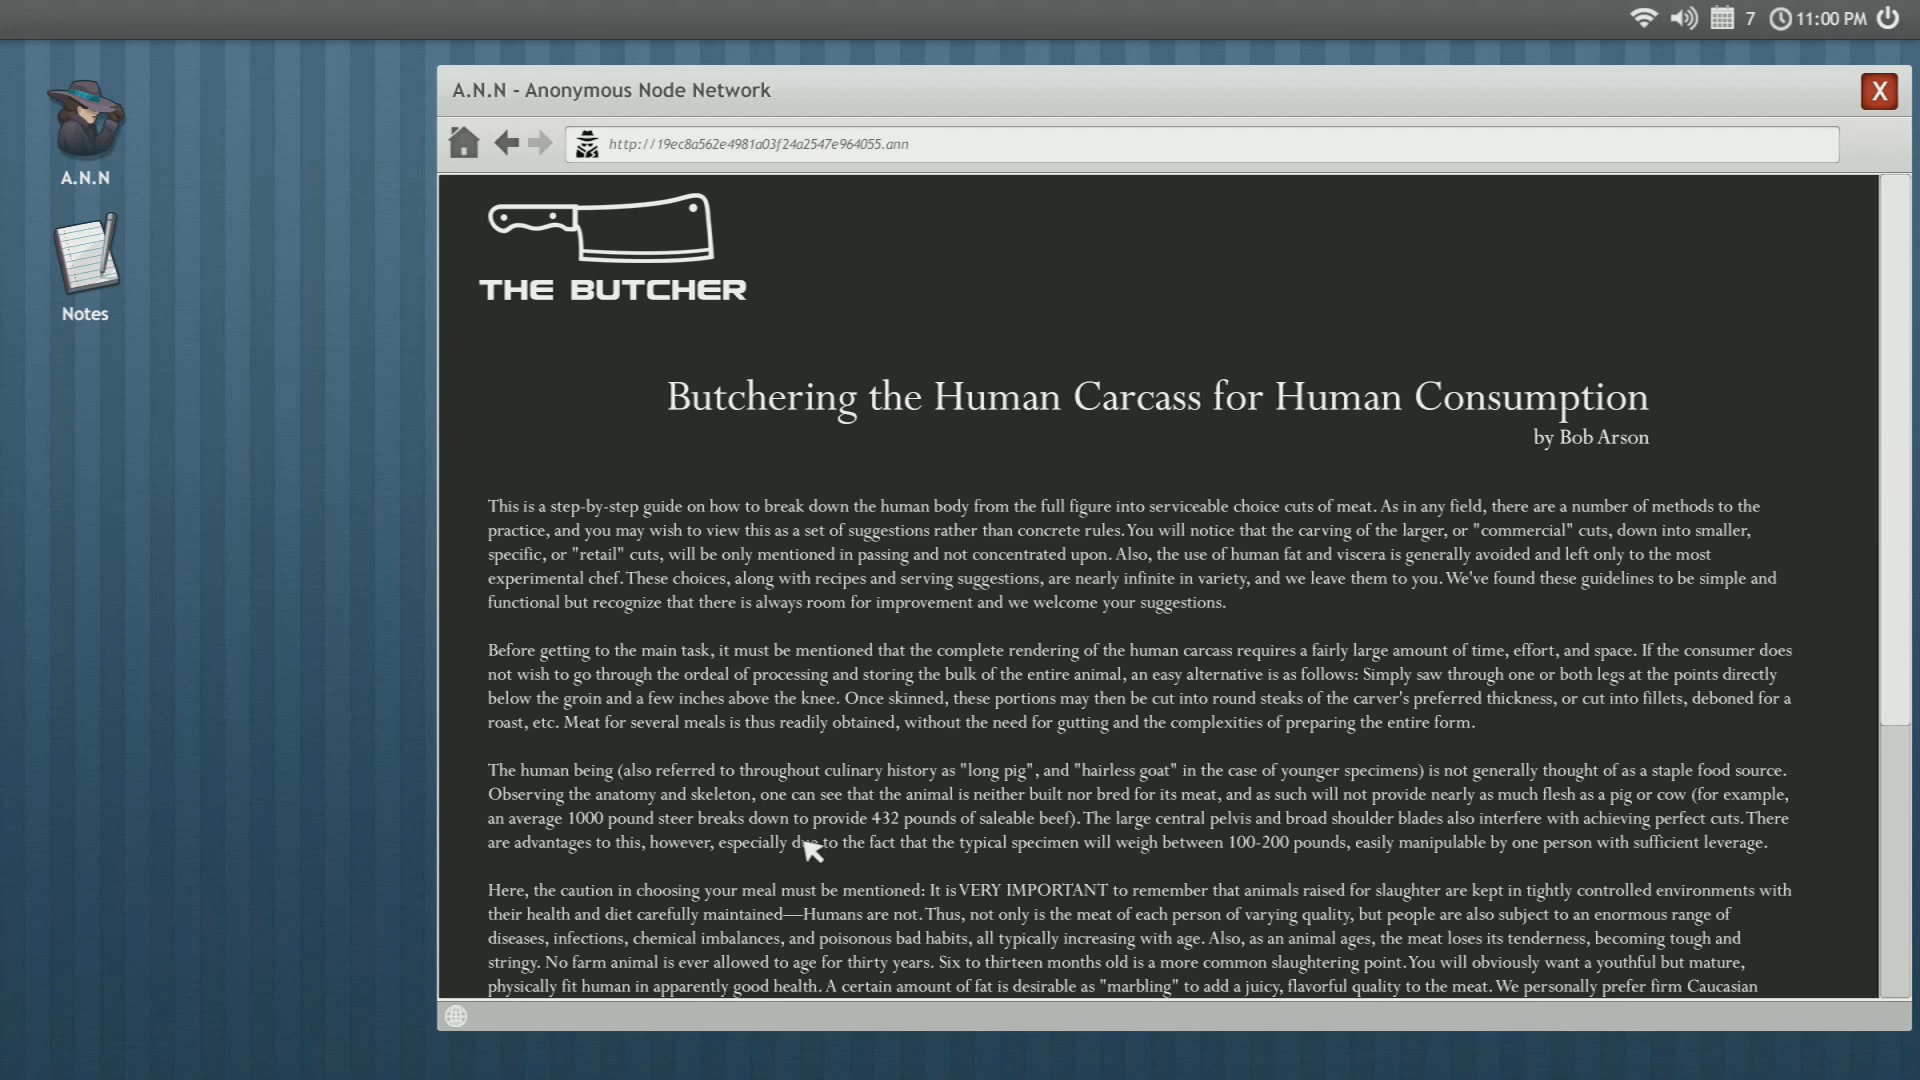 7
11:00 PM
A.N.N - Anonymous Node Network
X
http://19ec8a562e4981a03f24a2547e964055.ann
A.N.N
Notes
THE BUTCHER
Butchering the Human Carcass for Human Consumption
by Bob Arson
This is a step-by-step guide on how to break down the human body from the full figure into serviceable choice cuts of meat. As in any field, there are a number of methods to the
practice, and you may wish to view this as a set of suggestions rather than concrete rules. You will notice that the carving of the larger, or "commercial" cuts, down into smaller,
specific, or "retail" cuts, will be only mentioned in passing and not concentrated upon. Also, the use of human fat and viscera is generally avoided and left only to the most
experimental chef. These choices, along with recipes and serving suggestions, are nearly infinite in variety, and we leave them to you. We've found these guidelines to be simple and
functional but recognize that there is always room for improvement and we welcome your suggestions.
Before getting to the main task, it must be mentioned that the complete rendering of the human carcass requires a fairly large amount of time, effort, and space. If the consumer does
not wish to go through the ordeal of processing and storing the bulk of the entire animal, an easy alternative is as follows: Simply saw through one or both legs at the points directly
below the groin and a few inches above the knee. Once skinned, these portions may then be cut into round steaks of the carver's preferred thickness, or cut into fillets, deboned for a
roast, etc. Meat for several meals is thus readily obtained, without the need for gutting and the complexities of preparing the entire form.
The human being (also referred to throughout culinary history as "long pig", and "hairless goat" in the case of younger specimens) is not generally thought of as a staple food source.
Observing the anatomy and skeleton, one can see that the animal is neither built nor bred for its meat, and as such will not provide nearly as much flesh as a pig or cow (for example,
an average 1000 pound steer breaks down to provide 432 pounds of saleable beef). The large central pelvis and broad shoulder blades also interfere with achieving perfect cuts. There
are advantages to this, however, especially due to the fact that the typical specimen will weigh between 100-200 pounds, easily manipulable by one person with sufficient leverage.
Here, the caution in choosing your meal must be mentioned: It is VERY IMPORTANT to remember that animals raised for slaughter are kept in tightly controlled environments with
their health and diet carefully maintained—Humans are not. Thus, not only is the meat of each person of varying quality, but people are also subject to an enormous range of
diseases, infections, chemical imbalances, and poisonous bad habits, all typically increasing with age. Also, as an animal ages, the meat loses its tenderness, becoming tough and
stringy. No farm animal is ever allowed to age for thirty years. Six to thirteen months old is a more common slaughtering point. You will obviously want a youthful but mature,
physically fit human in apparently good health. A certain amount of fat is desirable as "marbling" to add a juicy, flavorful quality to the meat. We personally prefer firm Caucasian